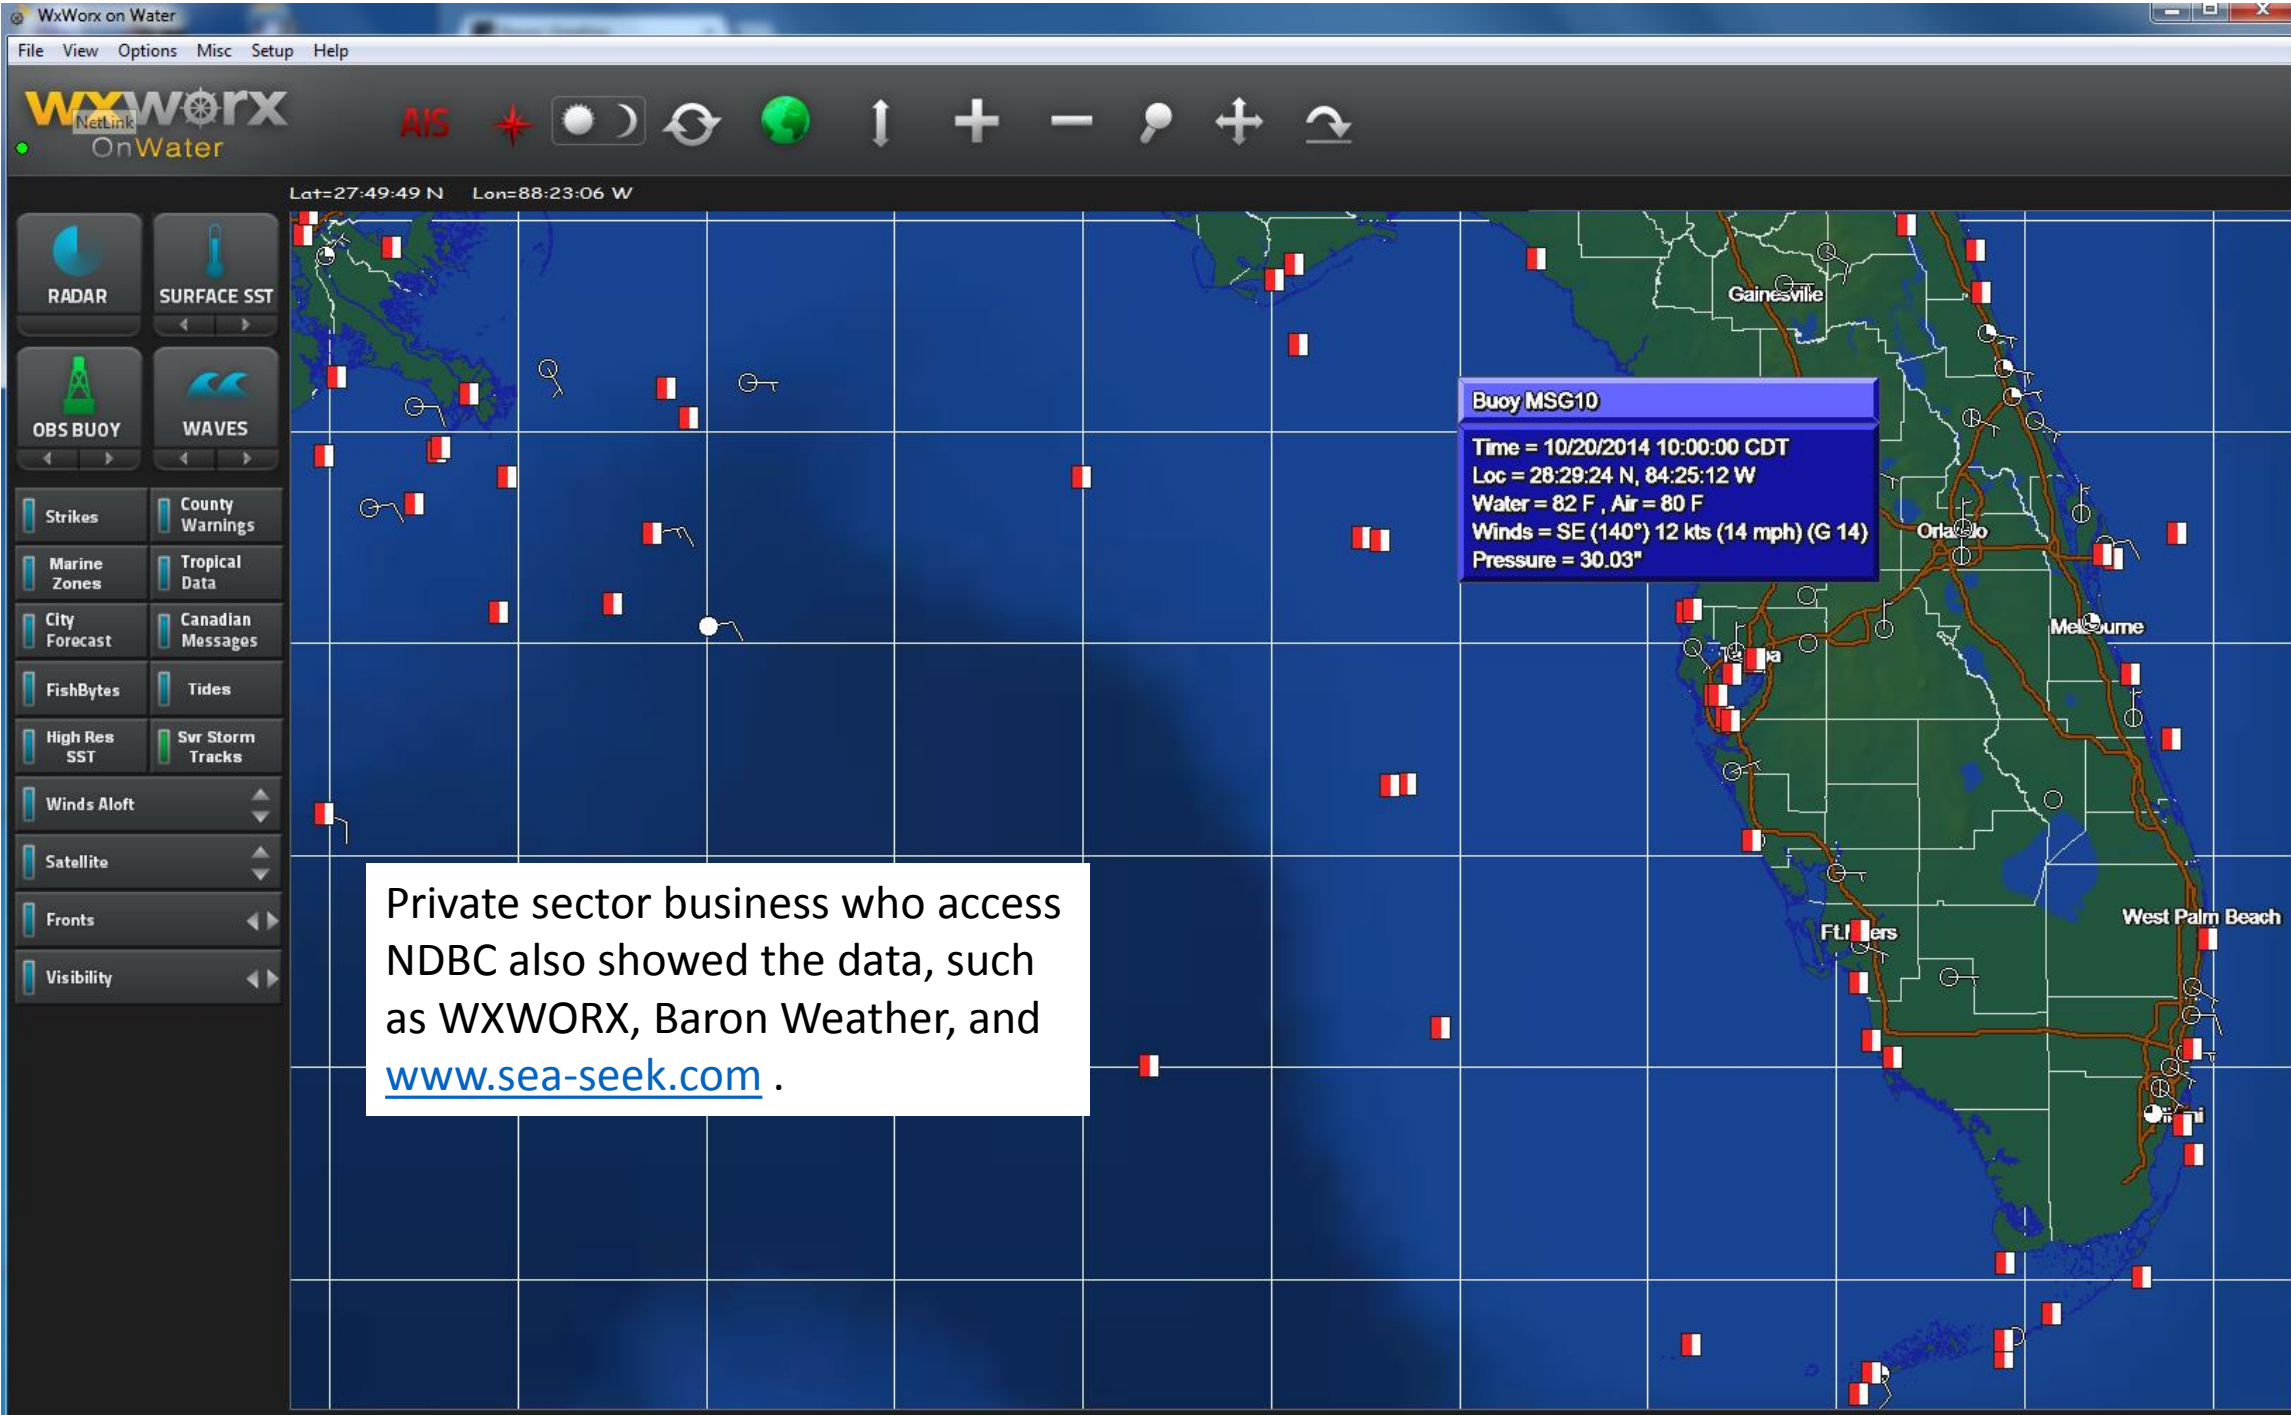 WxWorx on Water
File View Options Misc Setup Help
wxworx
NetLink
OnWater
AIS
Lat=27:49:49 N Lon=88:23:06 W
RADAR
SURFACE SST
OBS BUOY
WAVES
Strikes
County
Warnings
Marine
Zones
Tropical
Data
City
Forecast
Canadian
Messages
FishBytes
Tides
High Res
SST
Svr Storm
Tracks
Winds Aloft
Satellite
Fronts
Visibility
Gainesville
Buoy MSG10
Time = 10/20/2014 10:00:00 CDT
Loc = 28:29:24 N, 84:25:12 W
Water = 82 F , Air = 80 F
Winds = SE (140°) 12 kts (14 mph) (G 14)
Pressure = 30.03"
Orlando
Melbourne
West Palm Beach
Private sector business who access
NDBC also showed the data, such
as WXWORX, Baron Weather, and
www.sea-seek.com .